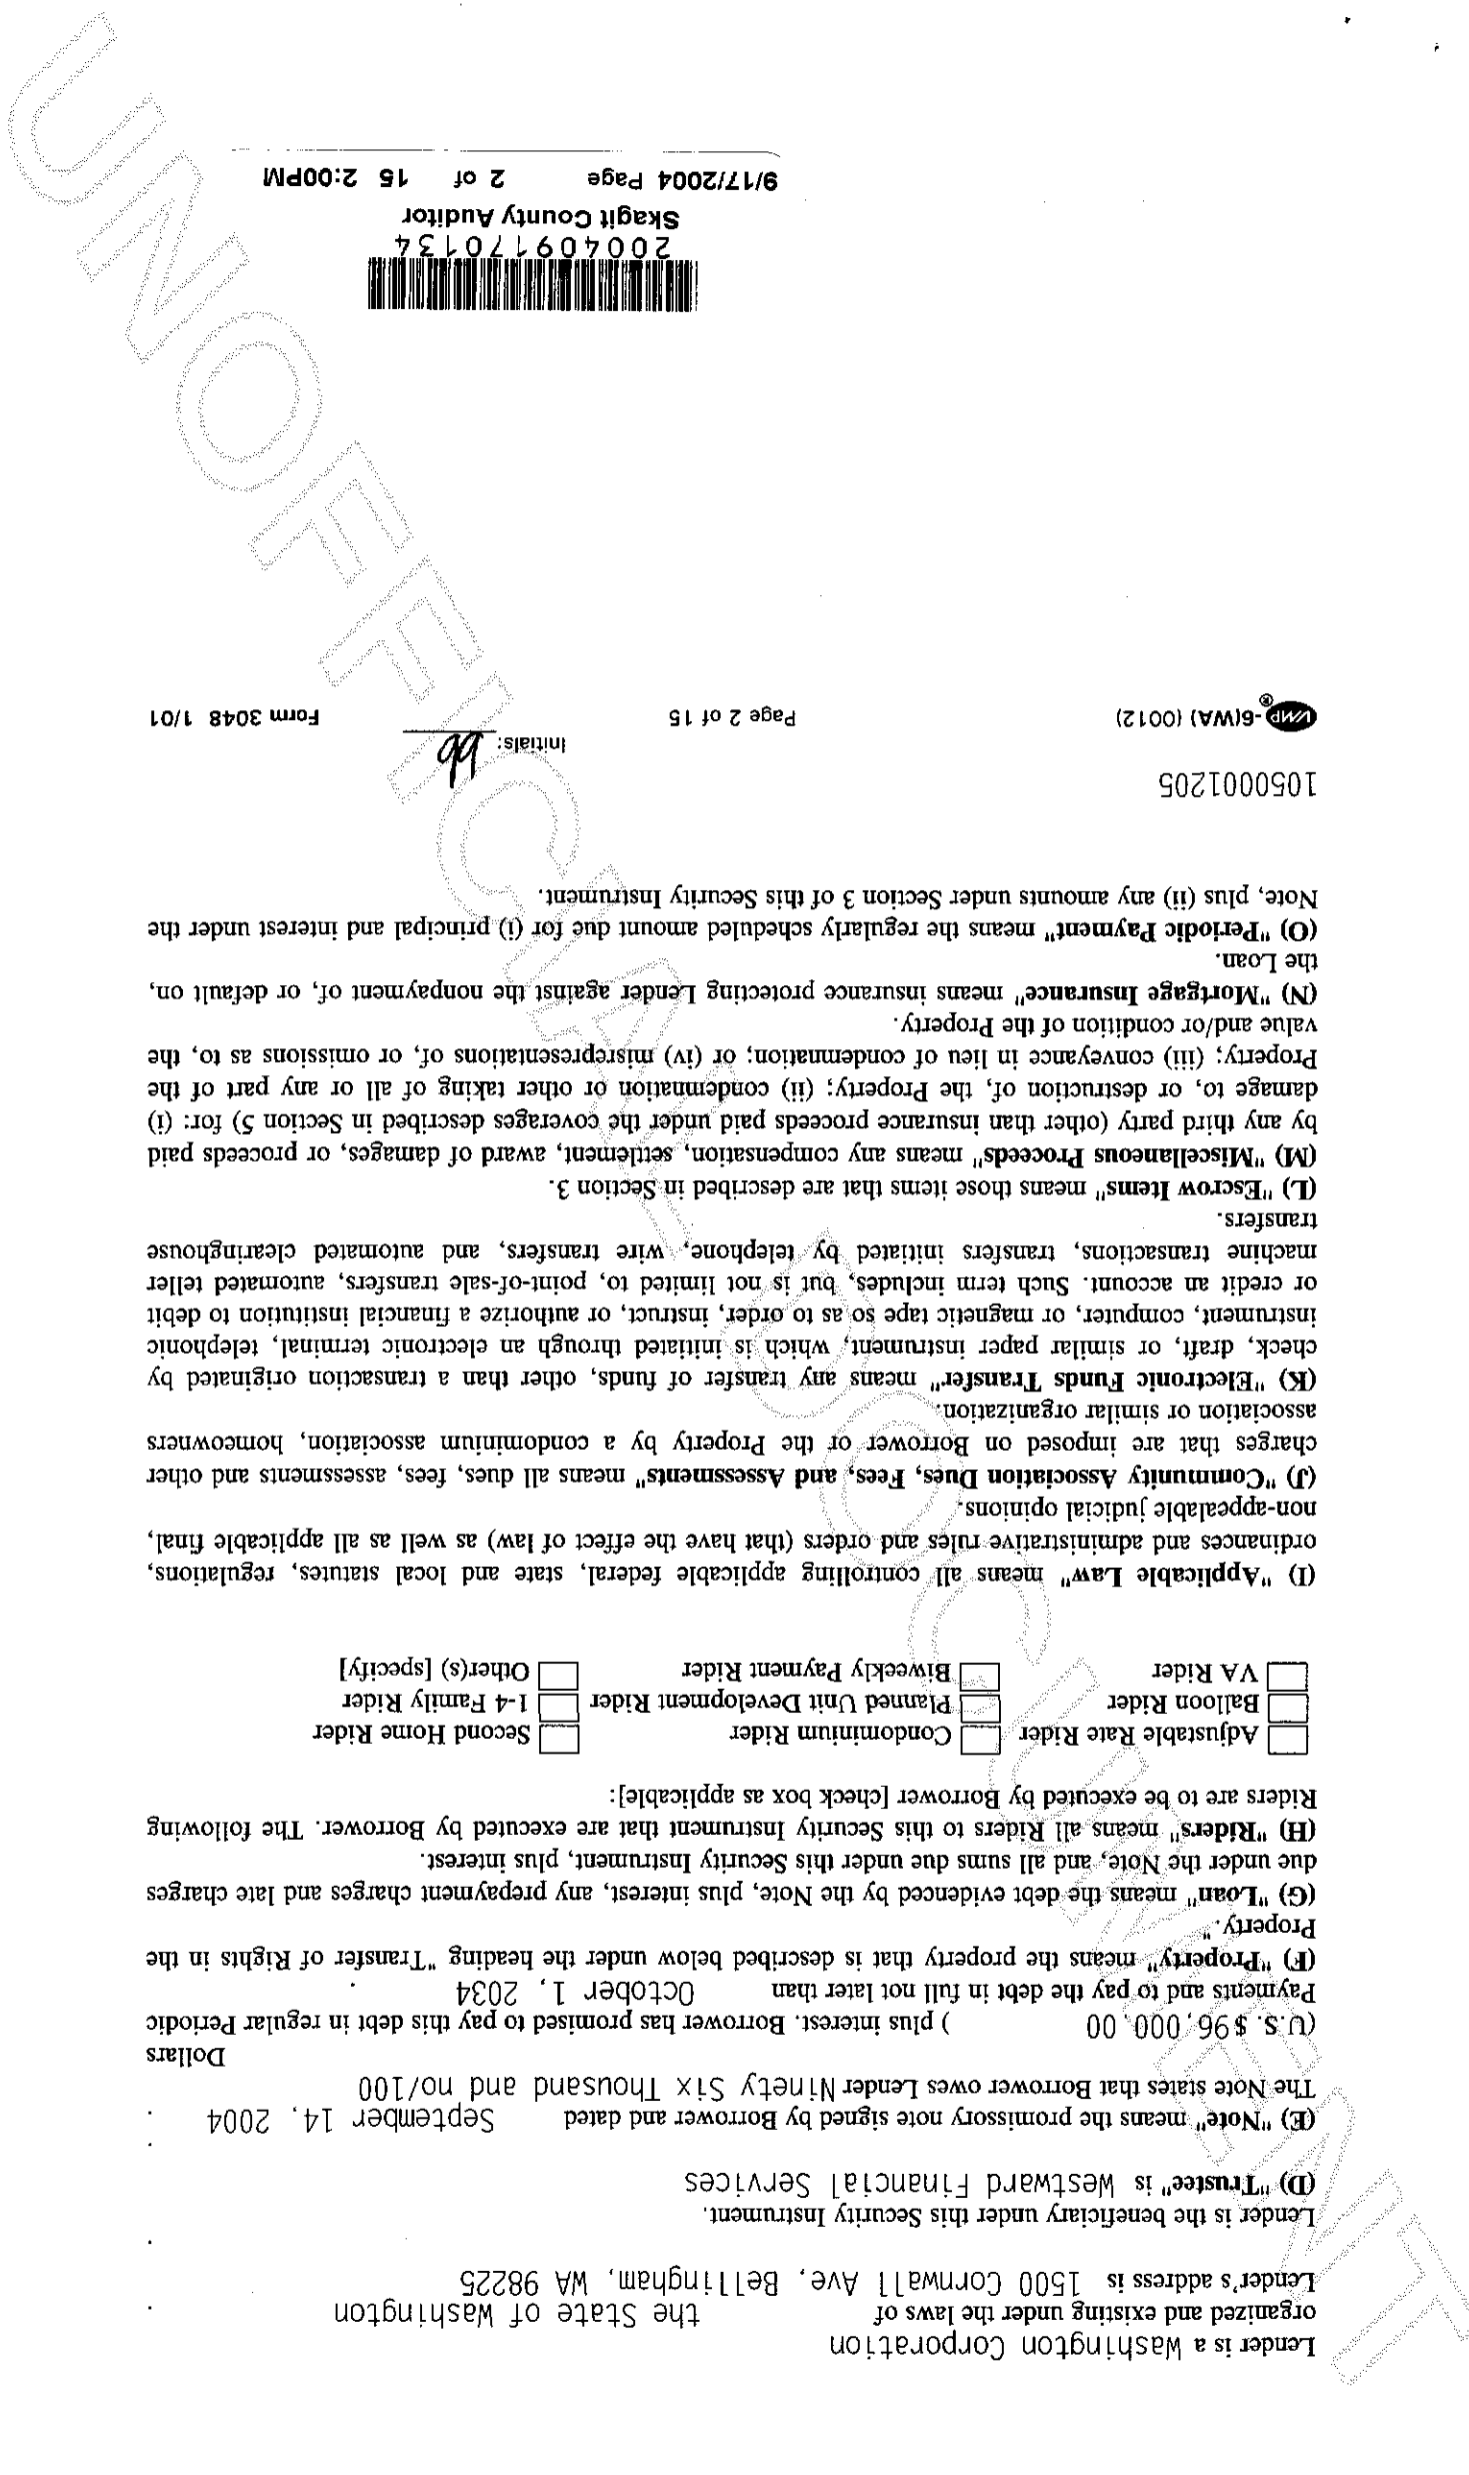 Lender is a Washington Corporation
organized and existing under the laws of the State of Washington .
Lender's address is 1500 Cornwall Ave, Bellingham, WA 98225
.
Lender is the beneficiary under this Security Instrument.
(D) "Trustee" is Westward Financial Services
.
(E) "Note" means the promissory note signed by Borrower and dated September 14, 2004 .
The Note states that Borrower owes Lender Ninety Six Thousand and no/100
Dollars
(U.S. $96,000.00 ) plus interest. Borrower has promised to pay this debt in regular Periodic
Payments and to pay the debt in full not later than October 1, 2034 .
(F) "Property" means the property that is described below under the heading "Transfer of Rights in the
Property."
(G) "Loan" means the debt evidenced by the Note, plus interest, any prepayment charges and late charges
due under the Note, and all sums due under this Security Instrument, plus interest.
(H) "Riders" means all Riders to this Security Instrument that are executed by Borrower. The following
Riders are to be executed by Borrower [check box as applicable]:
Adjustable Rate Rider Condominium Rider Second Home Rider
Balloon Rider Planned Unit Development Rider 1-4 Family Rider
VA Rider Biweekly Payment Rider Other(s) [specify]
(I) "Applicable Law" means all controlling applicable federal, state and local statutes, regulations,
ordinances and administrative rules and orders (that have the effect of law) as well as all applicable final,
non-appealable judicial opinions.
(J) "Community Association Dues, Fees, and Assessments" means all dues, fees, assessments and other
charges that are imposed on Borrower or the Property by a condominium association, homeowners
association or similar organization.
(K) "Electronic Funds Transfer" means any transfer of funds, other than a transaction originated by
check, draft, or similar paper instrument, which is initiated through an electronic terminal, telephonic
instrument, computer, or magnetic tape so as to order, instruct, or authorize a financial institution to debit
or credit an account. Such term includes, but is not limited to, point-of-sale transfers, automated teller
machine transactions, transfers initiated by telephone, wire transfers, and automated clearinghouse
transfers.
(L) "Escrow Items" means those items that are described in Section 3.
(M) "Miscellaneous Proceeds" means any compensation, settlement, award of damages, or proceeds paid
by any third party (other than insurance proceeds paid under the coverages described in Section 5) for: (i)
damage to, or destruction of, the Property; (ii) condemnation or other taking of all or any part of the
Property; (iii) conveyance in lieu of condemnation; or (iv) misrepresentations of, or omissions as to, the
value and/or condition of the Property.
(N) "Mortgage Insurance" means insurance protecting Lender against the nonpayment of, or default on,
the Loan.
(O) "Periodic Payment" means the regularly scheduled amount due for (i) principal and interest under the
Note, plus (ii) any amounts under Section 3 of this Security Instrument.
1050001205
Initials:
VMP®-6(WA) (0012) Page 2 of 15 Form 3048 1/01
200409170134
Skagit County Auditor
9/17/2004 Page 2 of 15 2:00PM
UNOFFICIAL DOCUMENT